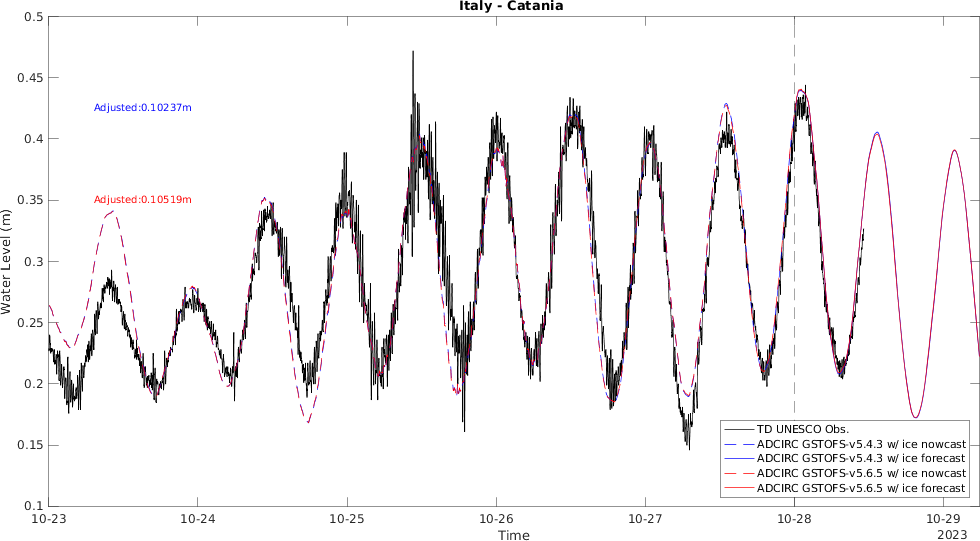 Italy - Catania
0.5
0.45
0.4
0.35
0.3
0.25
0.2
0.15
0.1
Water Level (m)
Adjusted:0.10237m
Adjusted:0.10519m
TD UNESCO Obs.
ADCIRC GSTOFS-v5.4.3 w/ ice nowcast
ADCIRC GSTOFS-v5.4.3 w/ ice forecast
ADCIRC GSTOFS-v5.6.5 w/ ice nowcast
ADCIRC GSTOFS-v5.6.5 w/ ice forecast
10-23 10-24 10-25 10-26 10-27 10-28 10-29
Time
2023